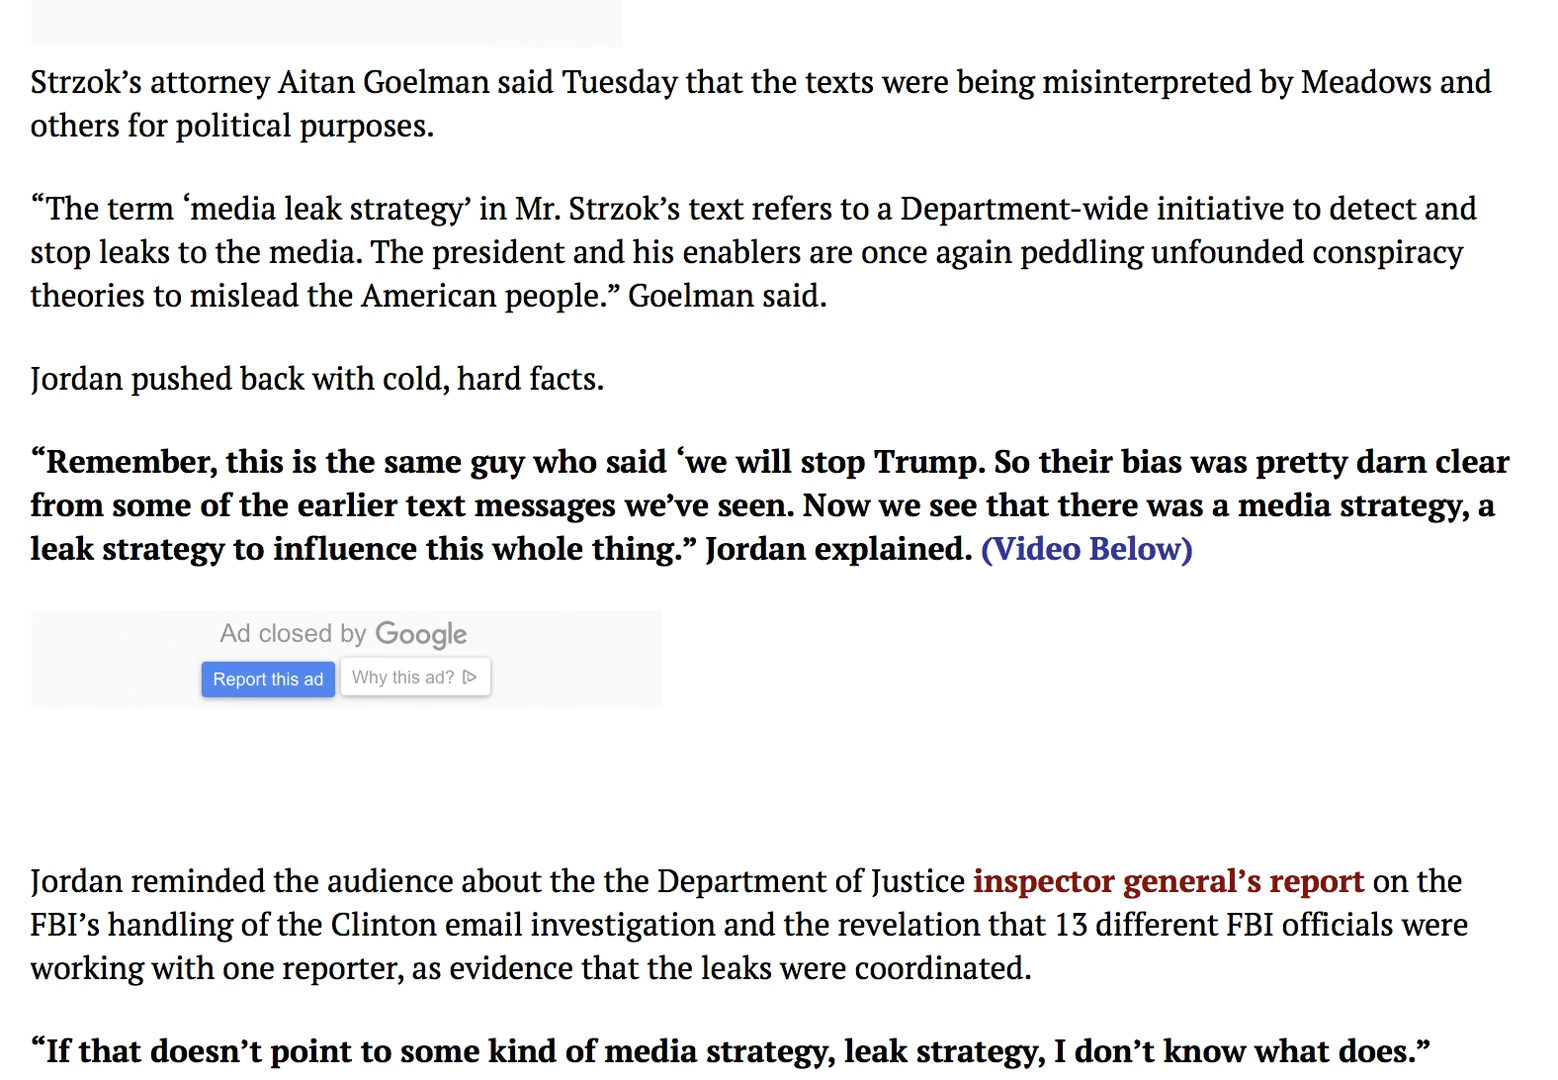 Strzok’s attorney Aitan Goelman said Tuesday that the texts were being misinterpreted by Meadows and
others for political purposes.
“The term ‘media leak strategy’ in Mr. Strzok’s text refers to a Department-wide initiative to detect and
stop leaks to the media. The president and his enablers are once again peddling unfounded conspiracy
theories to mislead the American people.” Goelman said.
Jordan pushed back with cold, hard facts.
“Remember, this is the same guy who said ‘we will stop Trump. So their bias was pretty darn clear
from some of the earlier text messages we’ve seen. Now we see that there was a media strategy, a
leak strategy to influence this whole thing.” Jordan explained. (Video Below)
Ad closed by Google
Report this ad Why this ad?
Jordan reminded the audience about the the Department of Justice inspector general’s report on the
FBI’s handling of the Clinton email investigation and the revelation that 13 different FBI officials were
working with one reporter, as evidence that the leaks were coordinated.
“If that doesn’t point to some kind of media strategy, leak strategy, I don’t know what does.”